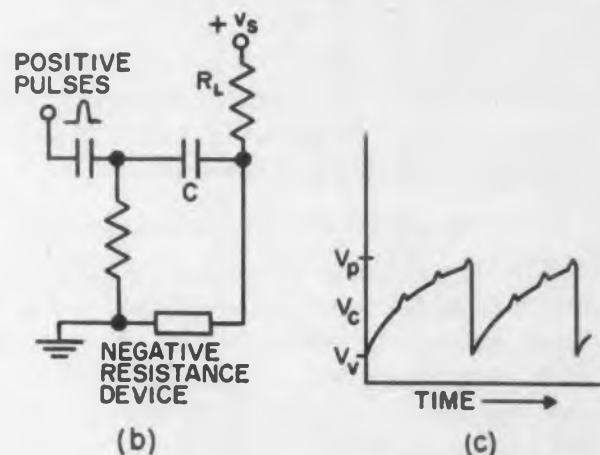 + Vs
POSITIVE
PULSES
RL
C
NEGATIVE
RESISTANCE
DEVICE
(b)
Vp
Vc
Vv
TIME
(c)